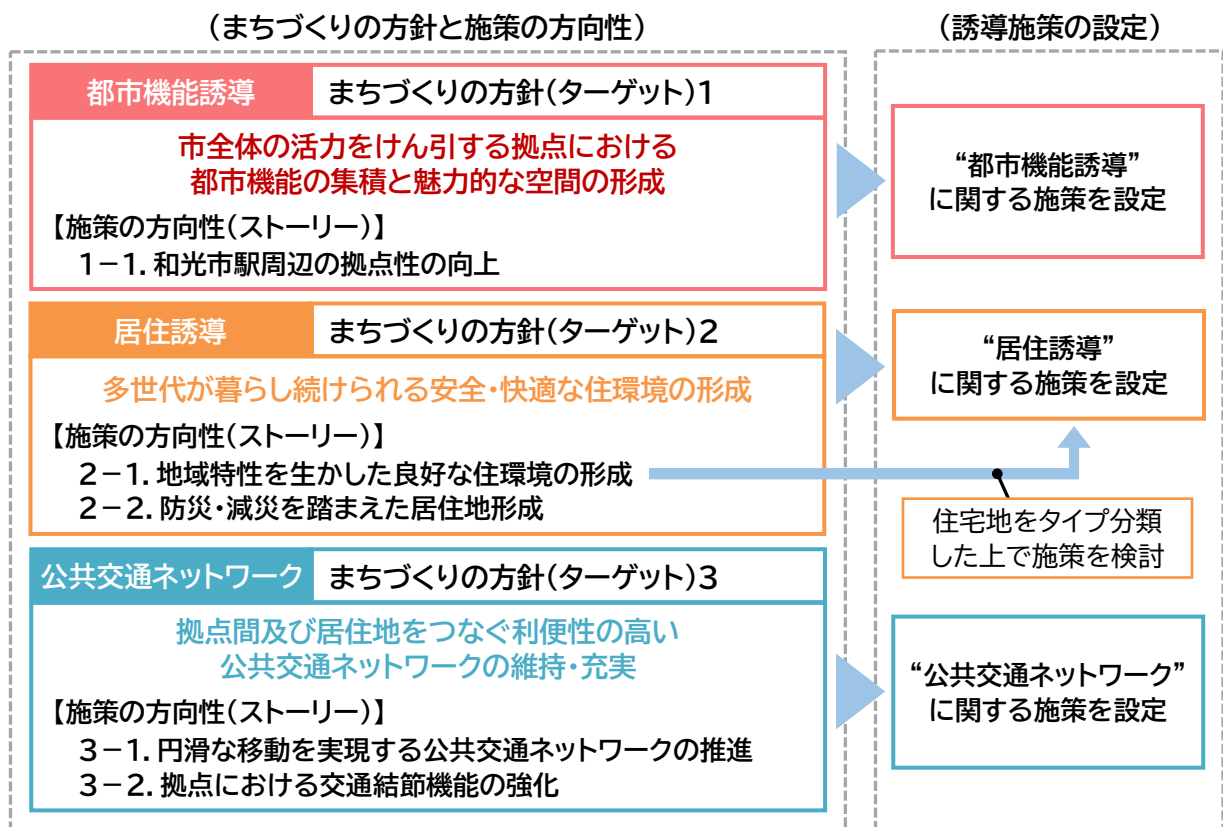 (まちづくりの方針と施策の方向性)
(誘導施策の設定)
都市機能誘導
まちづくりの方針(ターゲット)1
市全体の活力をけん引する拠点における
都市機能の集積と魅力的な空間の形成
【施策の方向性(ストーリー)】
1-1. 和光市駅周辺の拠点性の向上
“都市機能誘導”
に関する施策を設定
居住誘導
まちづくりの方針(ターゲット)2
多世代が暮らし続けられる安全・快適な住環境の形成
【施策の方向性(ストーリー)】
2-1. 地域特性を生かした良好な住環境の形成
2-2. 防災・減災を踏まえた居住地形成
“居住誘導”
に関する施策を設定
住宅地をタイプ分類
した上で施策を検討
公共交通ネットワーク
まちづくりの方針(ターゲット)3
拠点間及び居住地をつなぐ利便性の高い
公共交通ネットワークの維持・充実
【施策の方向性(ストーリー)】
3-1. 円滑な移動を実現する公共交通ネットワークの推進
3-2. 拠点における交通結節機能の強化
“公共交通ネットワーク”
に関する施策を設定